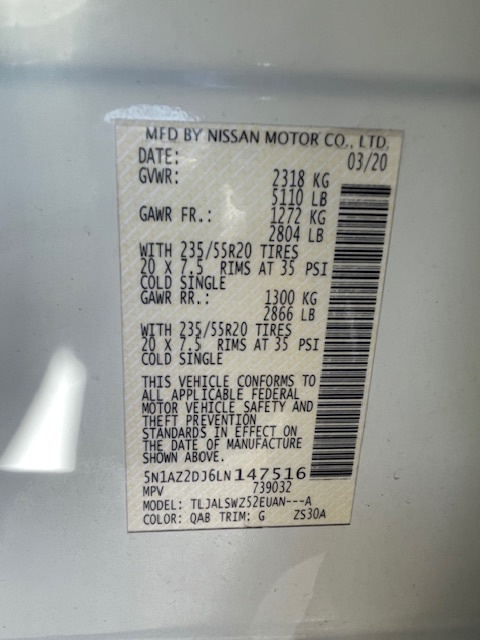 MFD BY NISSAN MOTOR CO., LTD.
DATE: 03/20
GVWR: 2318 KG
5110 LB
GAWR FR.: 1272 KG
2804 LB
WITH 235/55R20 TIRES
20 X 7.5 RIMS AT 35 PSI
COLD SINGLE
GAWR RR.: 1300 KG
2866 LB
WITH 235/55R20 TIRES
20 X 7.5 RIMS AT 35 PSI
COLD SINGLE
THIS VEHICLE CONFORMS TO
ALL APPLICABLE FEDERAL
MOTOR VEHICLE SAFETY AND
THEFT PREVENTION
STANDARDS IN EFFECT ON
THE DATE OF MANUFACTURE
SHOWN ABOVE.
5N1AZ2DJ6LN147516
MPV 739032
MODEL: TLJALSWZ52EUAN---A
COLOR: QAB TRIM: G ZS30A